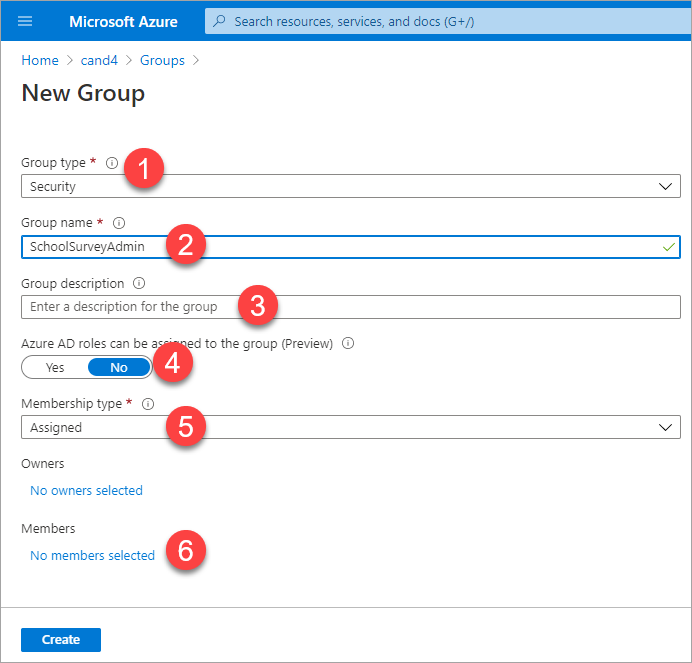 Microsoft Azure
Search resources, services, and docs (G+/)
Home > cand4 > Groups >
New Group
Group type *
1
Security
Group name *
2
SchoolSurveyAdmin
Group description
3
Enter a description for the group
Azure AD roles can be assigned to the group (Preview)
4
Yes No
Membership type *
5
Assigned
Owners
No owners selected
Members
6
No members selected
Create